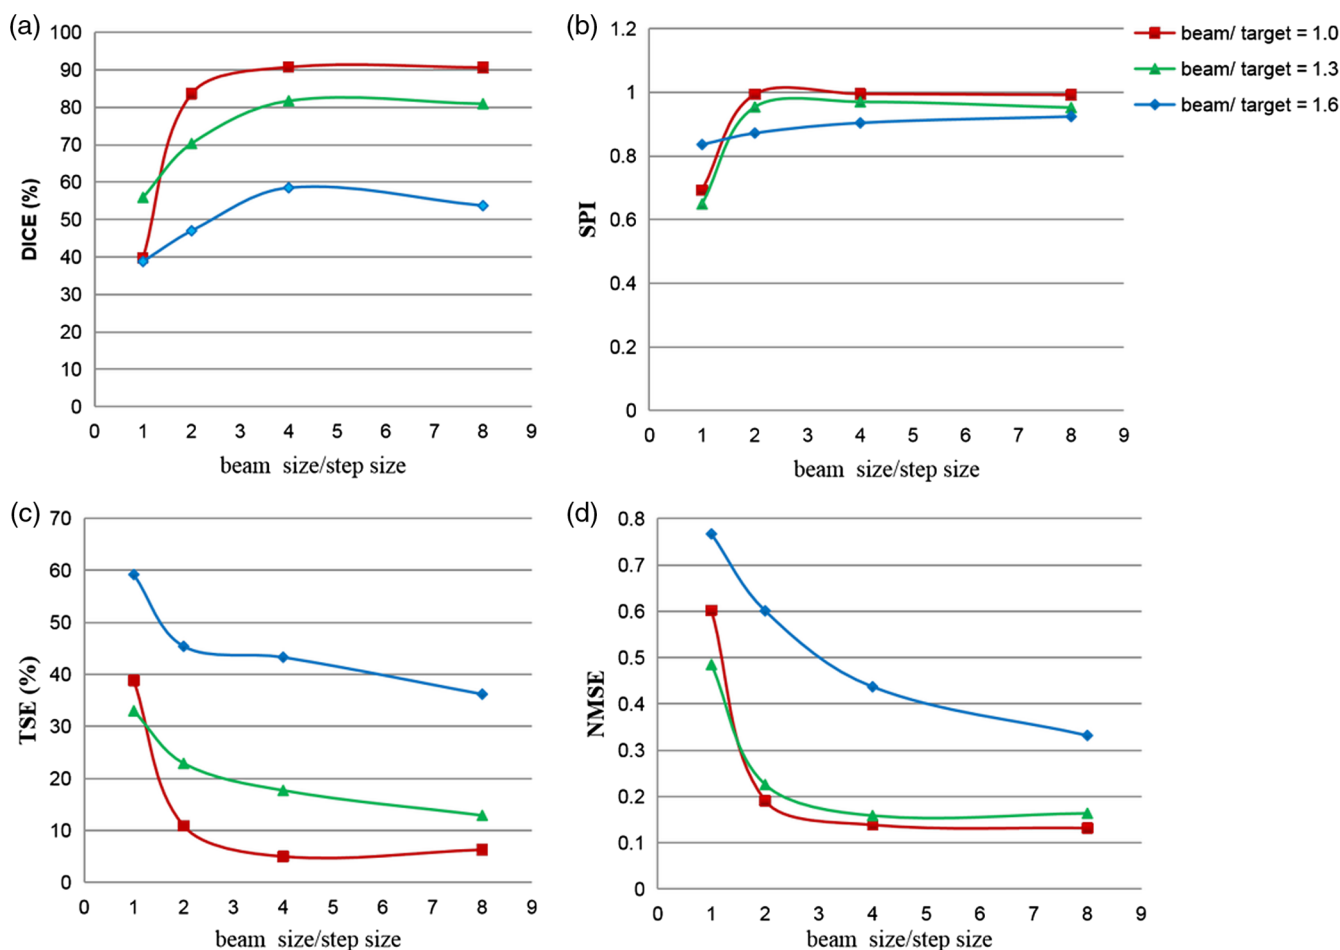 (a)
100
90
80
70
60
50
40
30
20
10
0
DICE (%)
0 1 2 3 4 5 6 7 8 9
beam size/step size
(b)
1.2
1
0.8
0.6
0.4
0.2
0
SPI
0 1 2 3 4 5 6 7 8 9
beam size/step size
beam/ target = 1.0
beam/ target = 1.3
beam/ target = 1.6
(c)
70
60
50
40
30
20
10
0
TSE (%)
0 1 2 3 4 5 6 7 8 9
beam size/step size
(d)
0.8
0.7
0.6
0.5
0.4
0.3
0.2
0.1
0
NMSE
0 1 2 3 4 5 6 7 8 9
beam size/step size